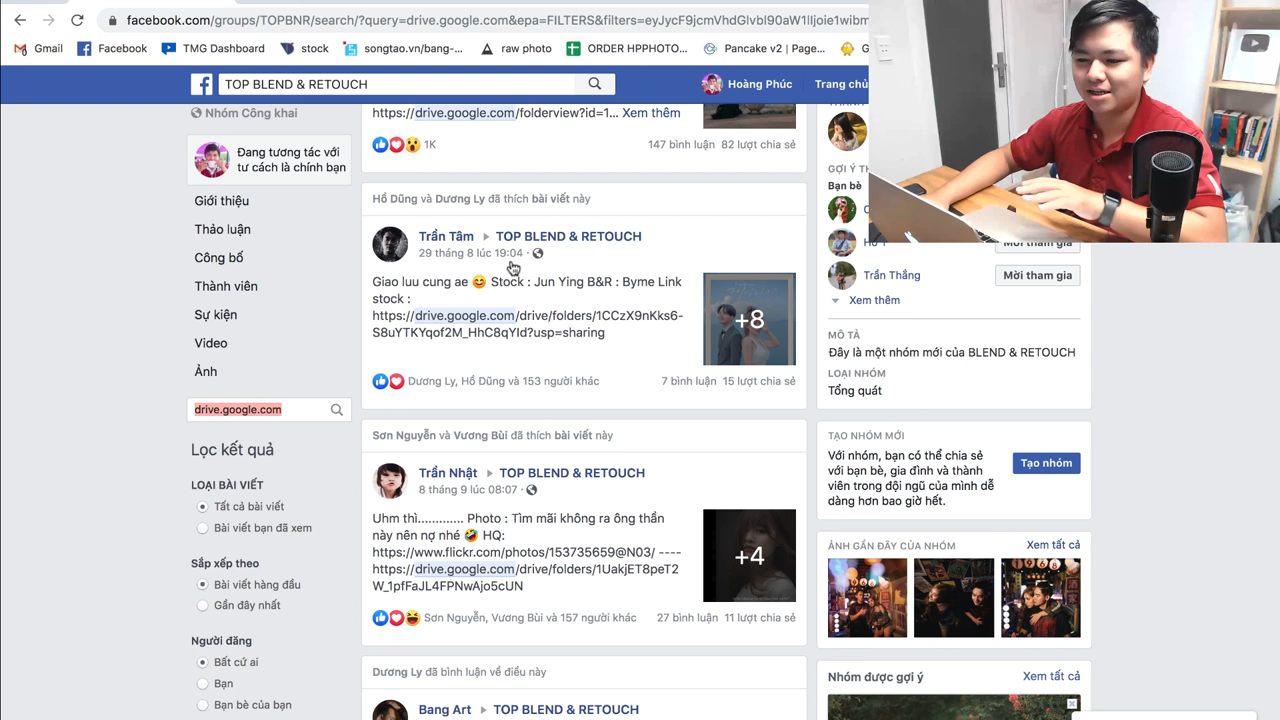 facebook.com/groups/TOPBNR/search/?query=drive.google.com&epa=FILTERS&filters=
Gmail
Facebook
TMG Dashboard
stock
songtao.vn/bang-...
raw photo
ORDER HPPHOTO...
Pancake v2 | Page...
TOP BLEND & RETOUCH
Hoàng Phúc
Trang chủ
Nhóm Công khai
Đang tương tác với
tư cách là chính bạn
Giới thiệu
Thảo luận
Công bố
Thành viên
Sự kiện
Video
Ảnh
drive.google.com
Lọc kết quả
LOẠI BÀI VIẾT
Tất cả bài viết
Bài viết bạn đã xem
Sắp xếp theo
Bài viết hàng đầu
Gần đây nhất
Người đăng
Bất cứ ai
Bạn
Bạn bè của bạn
https://drive.google.com/folderview?id=1... Xem thêm
1K
147 bình luận 82 lượt chia sẻ
Hồ Dũng và Dương Ly đã thích bài viết này
Trần Tâm TOP BLEND & RETOUCH
29 tháng 8 lúc 19:04 ·
Giao luu cung ae 😊 Stock : Jun Ying B&R : Byme Link
stock :
https://drive.google.com/drive/folders/1CCzX9nKks6-
S8uYTKYqof2M_HhC8qYId?usp=sharing
+8
Dương Ly, Hồ Dũng và 153 người khác
7 bình luận 15 lượt chia sẻ
Sơn Nguyễn và Vương Bùi đã thích bài viết này
Trần Nhật TOP BLEND & RETOUCH
8 tháng 9 lúc 08:07 ·
Uhm thì............. Photo : Tìm mãi không ra ông thần
này nên nợ nhé 🤣 HQ:
https://www.flickr.com/photos/153735659@N03/ ----
https://drive.google.com/drive/folders/1UakjET8peT2
W_1pfFaJL4FPNwAjo5cUN
+4
Sơn Nguyễn, Vương Bùi và 157 người khác
27 bình luận 11 lượt chia sẻ
Dương Ly đã bình luận về điều này
Bang Art TOP BLEND & RETOUCH
GỢI Ý
Bạn bè
Mời tham gia
Trần Thắng
Mời tham gia
Xem thêm
MÔ TẢ
Đây là một nhóm mới của BLEND & RETOUCH
LOẠI NHÓM
Tổng quát
TẠO NHÓM MỚI
Với nhóm, bạn có thể chia sẻ
với bạn bè, gia đình và thành
viên trong đội ngũ của mình dễ
dàng hơn bao giờ hết.
Tạo nhóm
ẢNH GẦN ĐÂY CỦA NHÓM
Xem tất cả
Nhóm được gợi ý
Xem tất cả